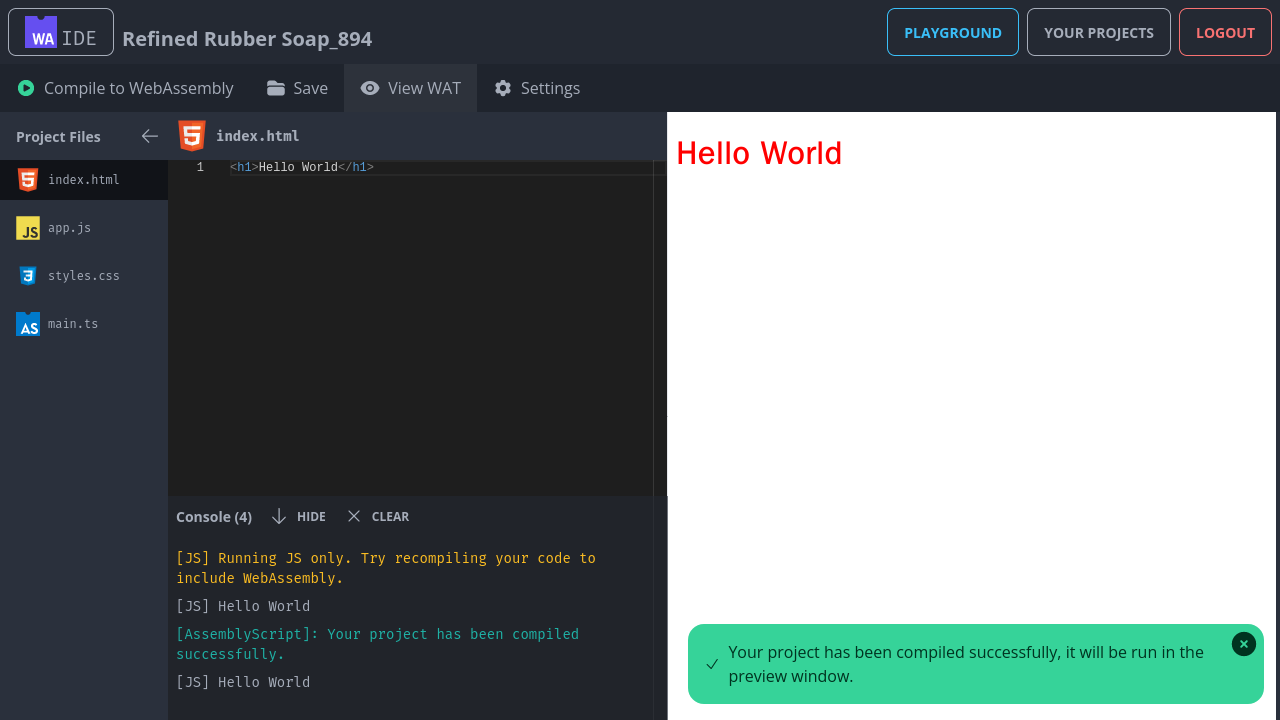 WA IDE
Refined Rubber Soap_894
PLAYGROUND
YOUR PROJECTS
LOGOUT
Compile to WebAssembly
Save
View WAT
Settings
Project Files
index.html
index.html
JS app.js
styles.css
AS main.ts
1 <h1>Hello World</h1>
Hello World
Console (4)
HIDE
CLEAR
[JS] Running JS only. Try recompiling your code to
include WebAssembly.
[JS] Hello World
[AssemblyScript]: Your project has been compiled
successfully.
[JS] Hello World
Your project has been compiled successfully, it will be run in the
preview window.